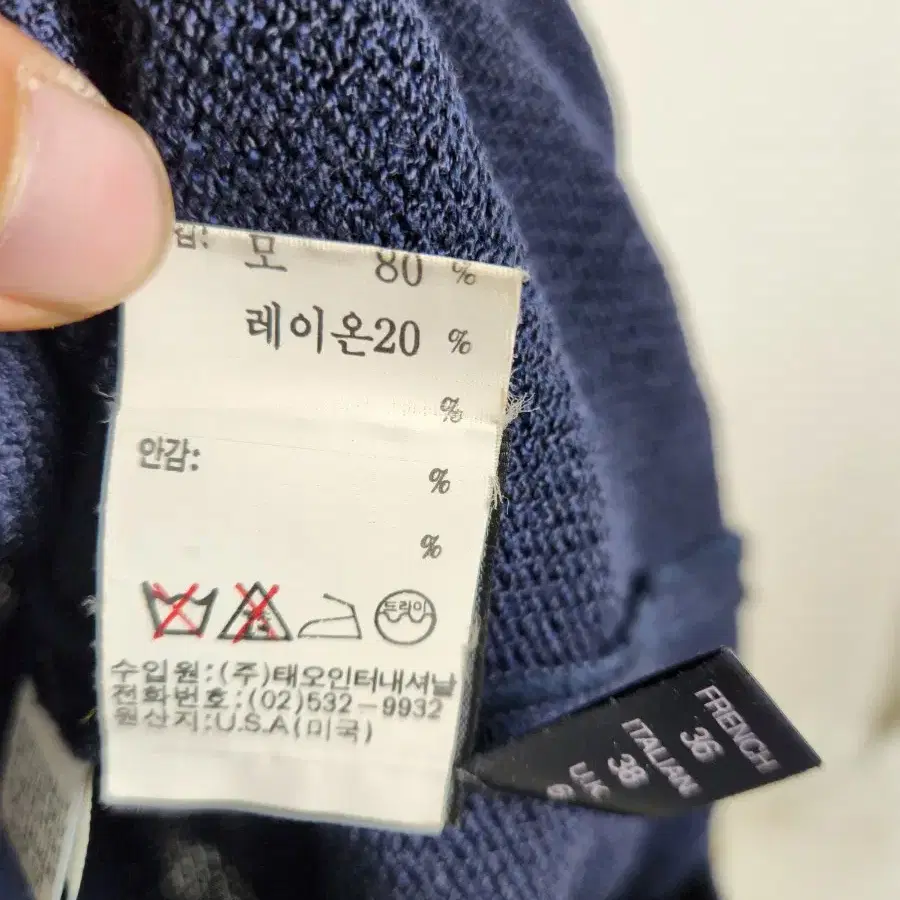 모 80 %
레이온20 %
%
안감: %
%
드라이
수입원:(주)태오인터내셔날
전화번호:(02)532-9932
원산지:U.S.A(미국)
FRENCH
36
ITALIAN
38
U.K
6